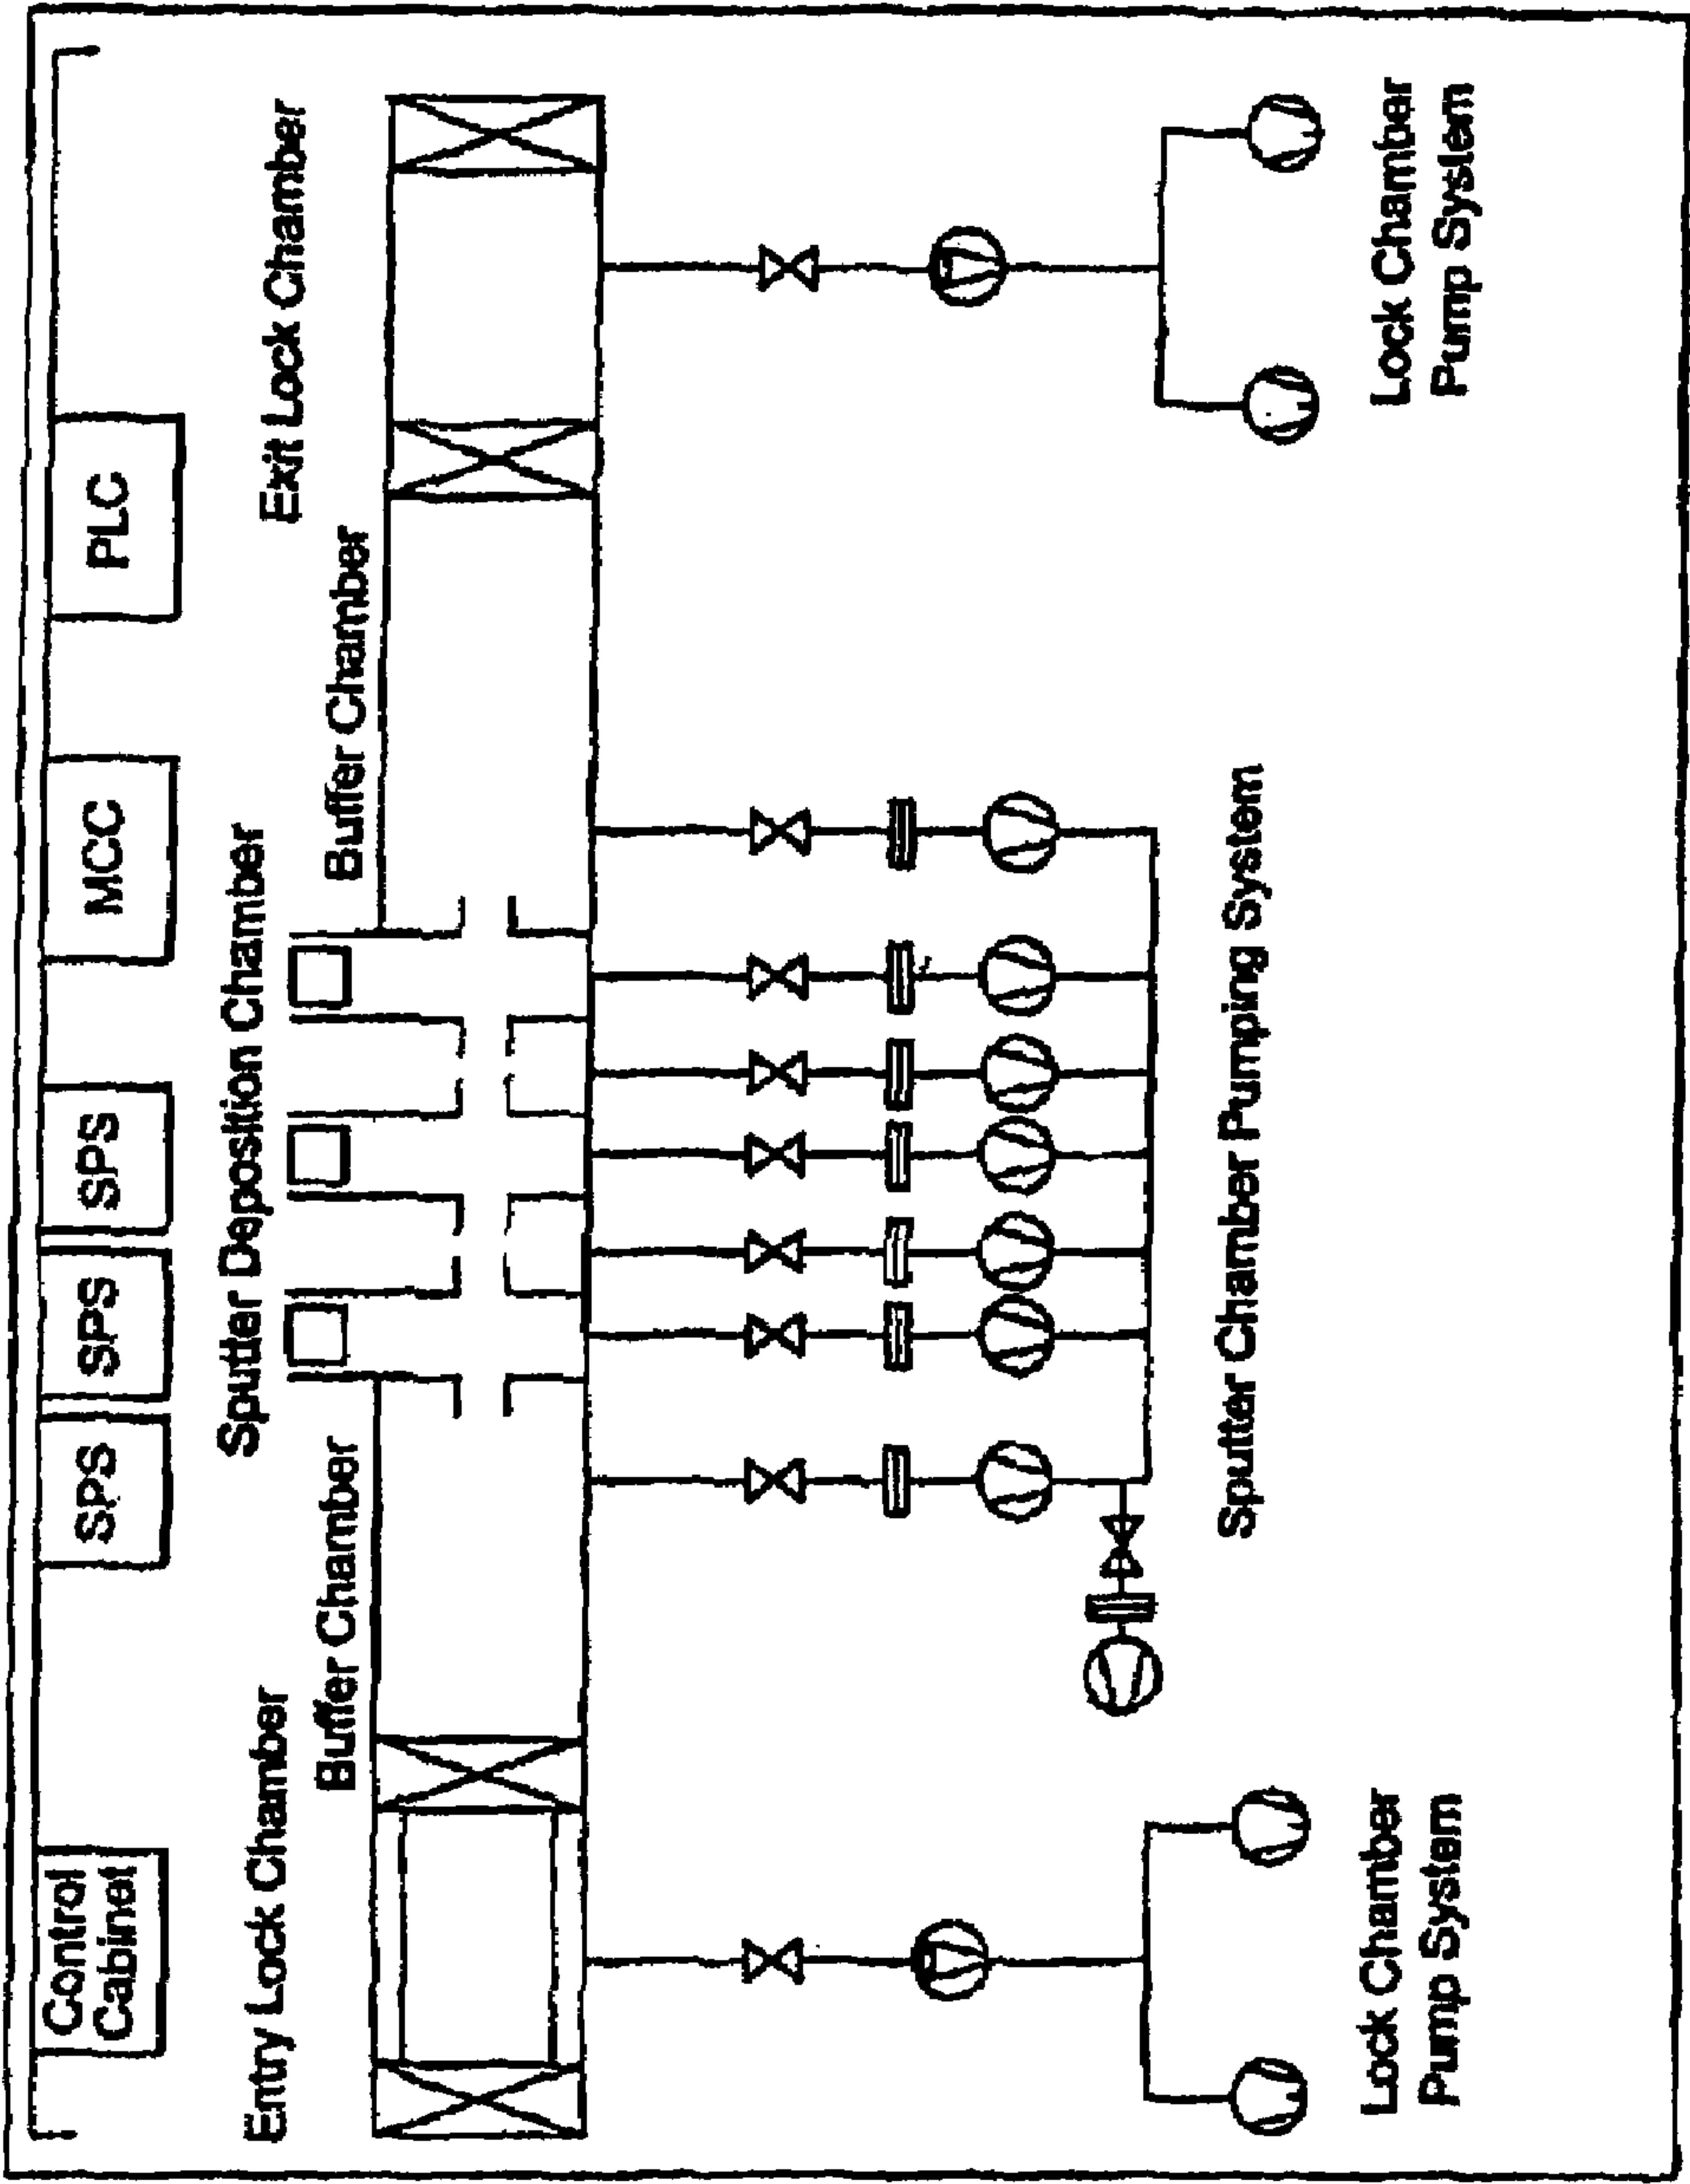 Control
Cabinet
SPS
SPS
SPS
MCC
PLC
Entry Lock Chamber
Sputter Deposition Chamber
Exit Lock Chamber
Buffer Chamber
Buffer Chamber
Sputter Chamber Pumping System
Lock Chamber
Pump System
Lock Chamber
Pump System